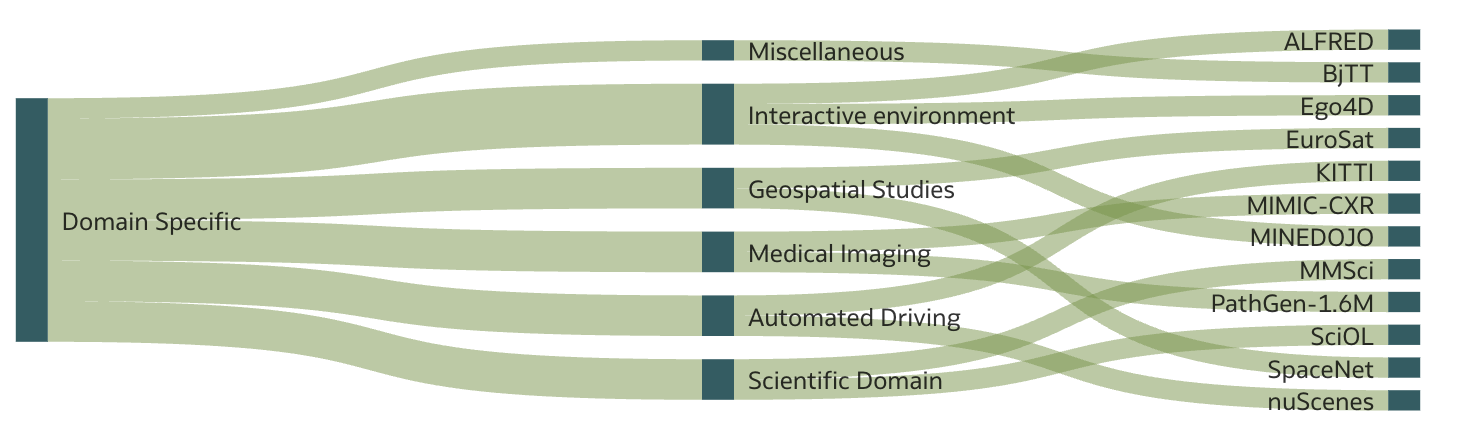 Domain Specific
Miscellaneous
Interactive environment
Geospatial Studies
Medical Imaging
Automated Driving
Scientific Domain
ALFRED
BjTT
Ego4D
EuroSat
KITTI
MIMIC-CXR
MINEDOJO
MMSci
PathGen-1.6M
SciOL
SpaceNet
nuScenes